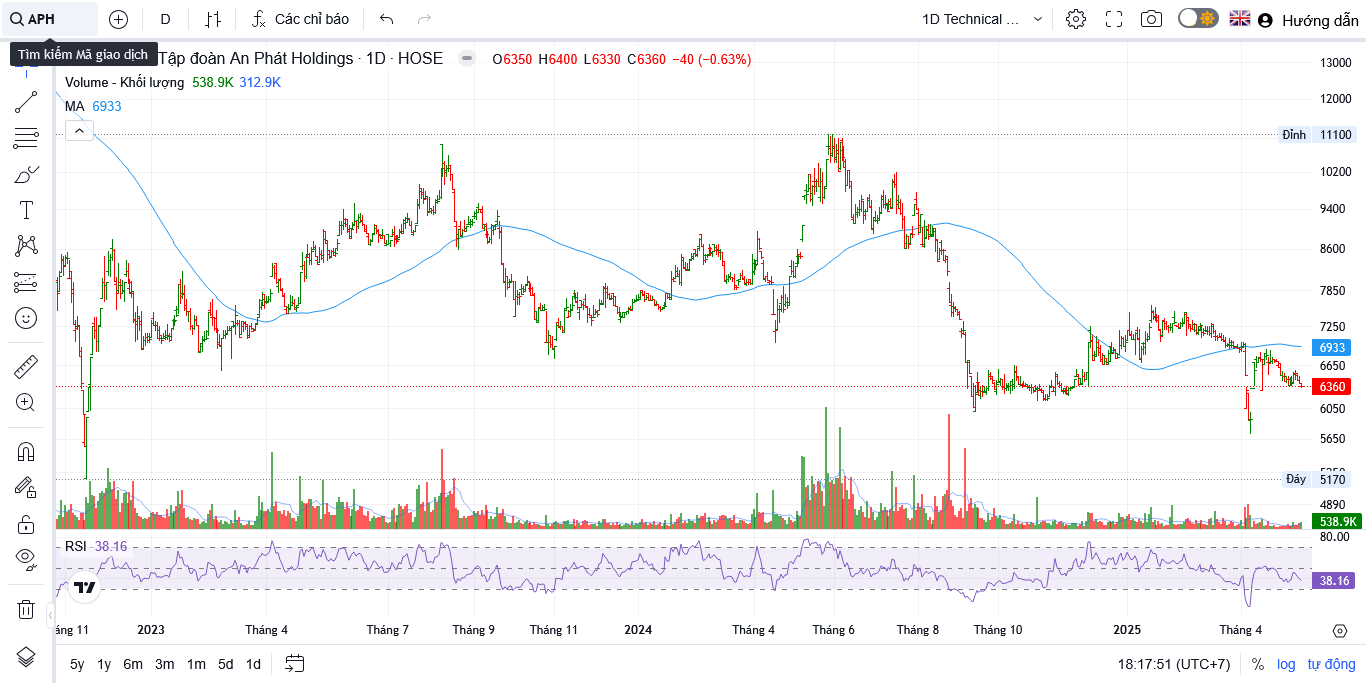 APH
D
Các chỉ báo
1D Technical ...
Hướng dẫn
Tìm kiếm Mã giao dịch
Tập đoàn An Phát Holdings · 1D · HOSE
O6350 H6400 L6330 C6360 −40 (−0.63%)
Volume - Khối lượng 538.9K 312.9K
MA 6933
13000
12000
Đỉnh 11100
10200
9400
8600
7850
7250
6933
6650
6360
6050
5650
Đáy 5170
4890
538.9K
80.00
RSI 38.16
38.16
2023
Tháng 4
Tháng 7
Tháng 9
Tháng 11
2024
Tháng 4
Tháng 6
Tháng 8
Tháng 10
2025
Tháng 4
5y 1y 6m 3m 1m 5d 1d
18:17:51 (UTC+7) % log tự động